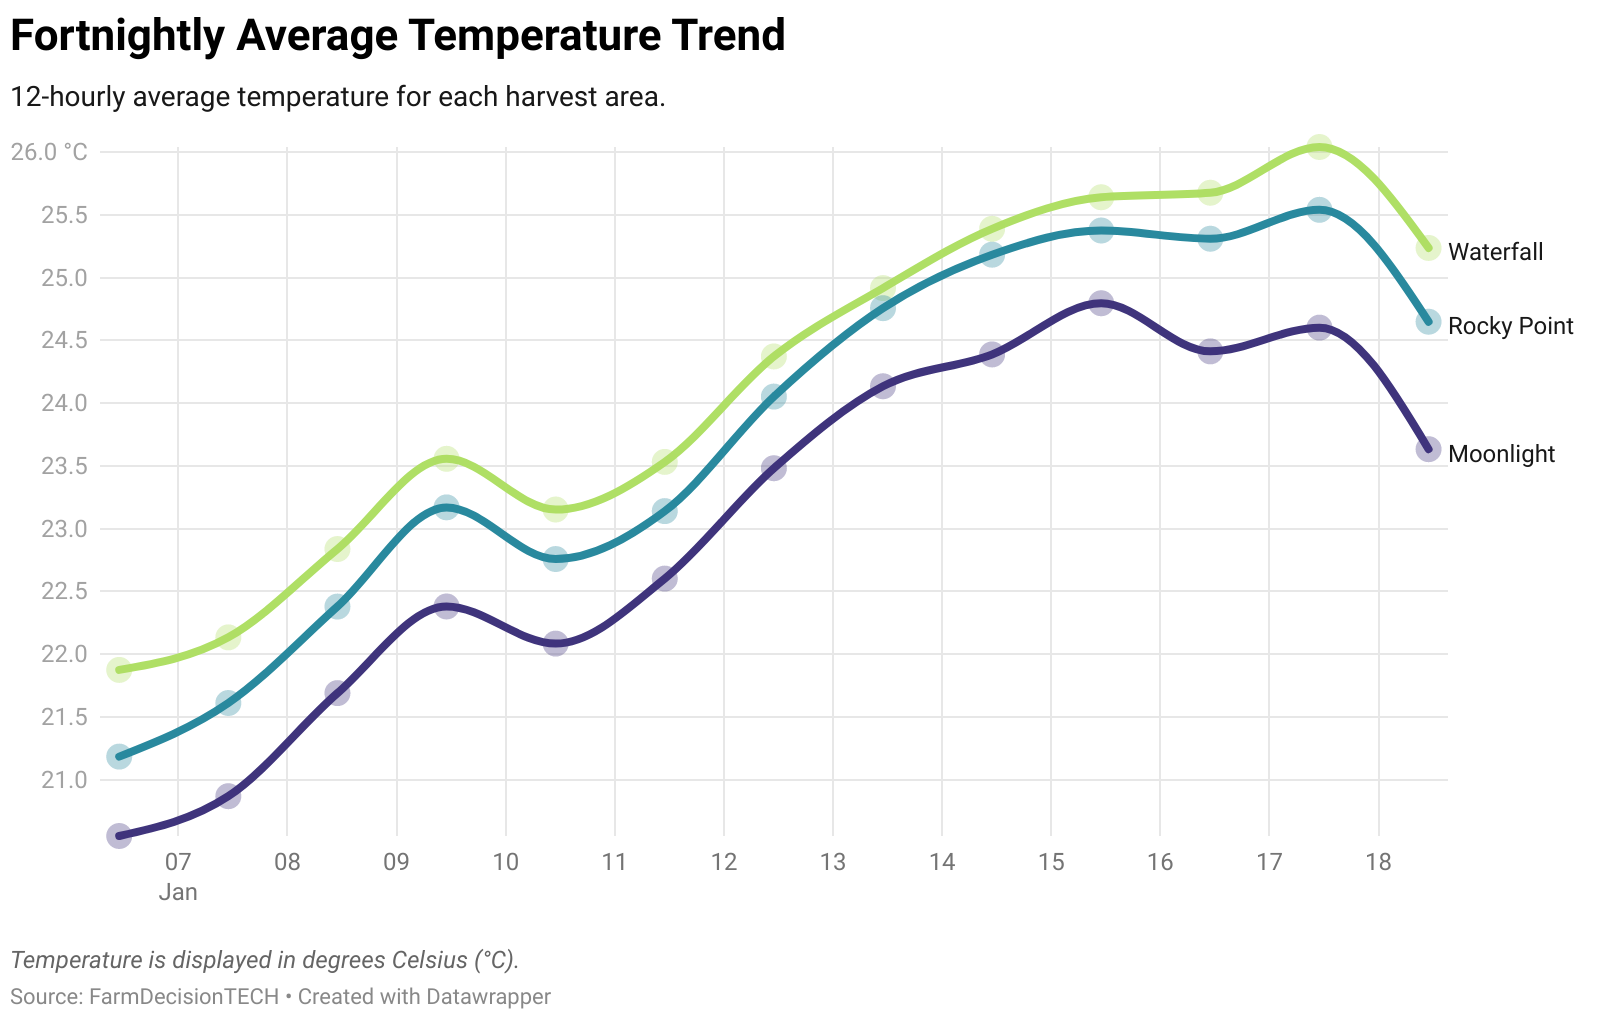 Fortnightly Average Temperature Trend
12-hourly average temperature for each harvest area.
26.0 °C
25.5
25.0
24.5
24.0
23.5
23.0
22.5
22.0
21.5
21.0
Waterfall
Rocky Point
Moonlight
07 08 09 10 11 12 13 14 15 16 17 18
Jan
Temperature is displayed in degrees Celsius (°C).
Source: FarmDecisionTECH • Created with Datawrapper